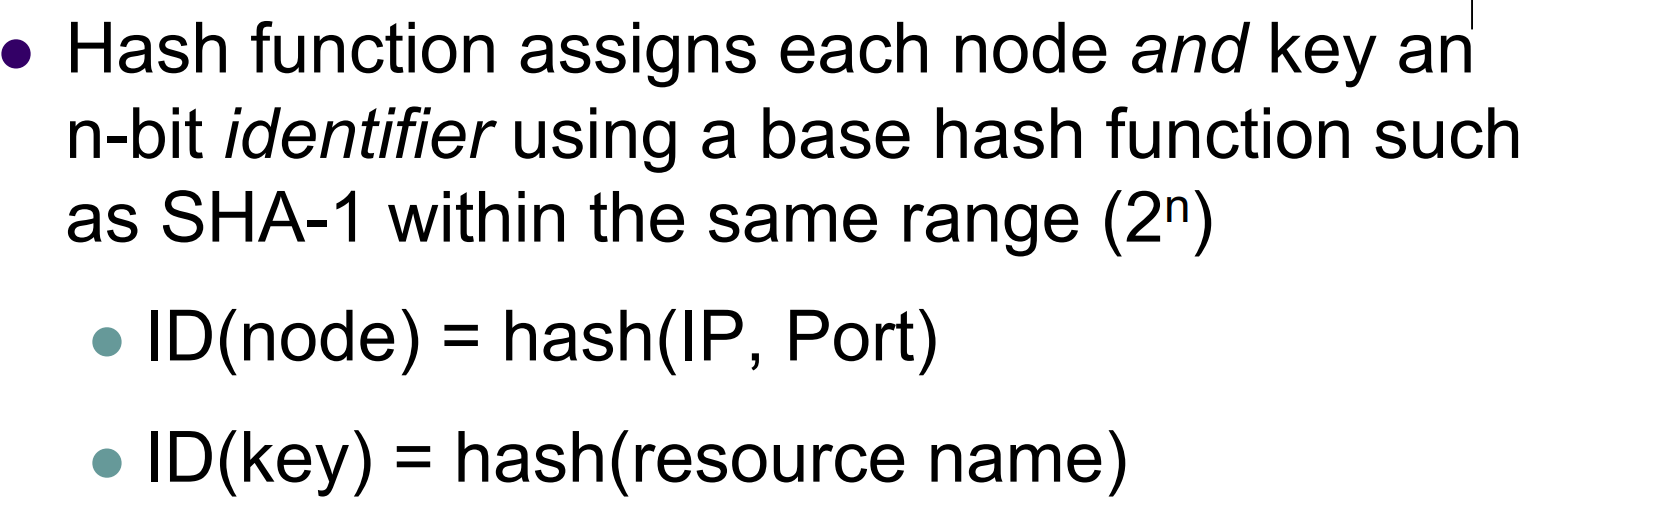 Hash function assigns each node and key an
n-bit identifier using a base hash function such
as SHA-1 within the same range (2ⁿ)
ID(node) = hash(IP, Port)
ID(key) = hash(resource name)